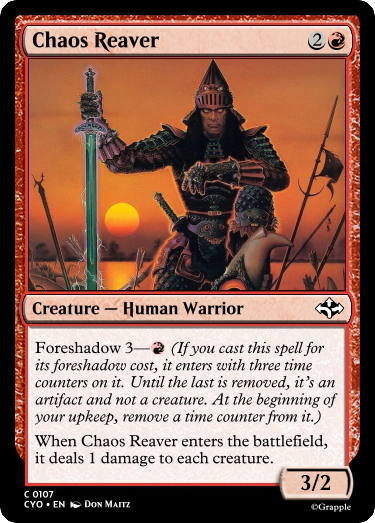 Chaos Reaver 2
Creature — Human Warrior
Foreshadow 3— (If you cast this spell for
its foreshadow cost, it enters with three time
counters on it. Until the last is removed, it's an
artifact and not a creature. At the beginning of
your upkeep, remove a time counter from it.)
When Chaos Reaver enters the battlefield,
it deals 1 damage to each creature.
3/2
C 0107
CYO • EN Don Maitz
©Grapple